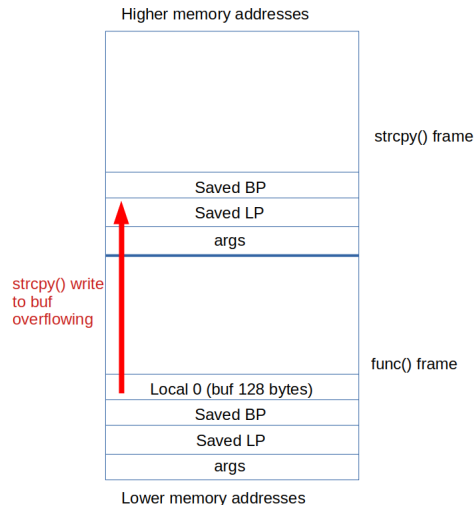 Higher memory addresses
strcpy() frame
Saved BP
Saved LP
args
strcpy() write
to buf
overflowing
func() frame
Local 0 (buf 128 bytes)
Saved BP
Saved LP
args
Lower memory addresses